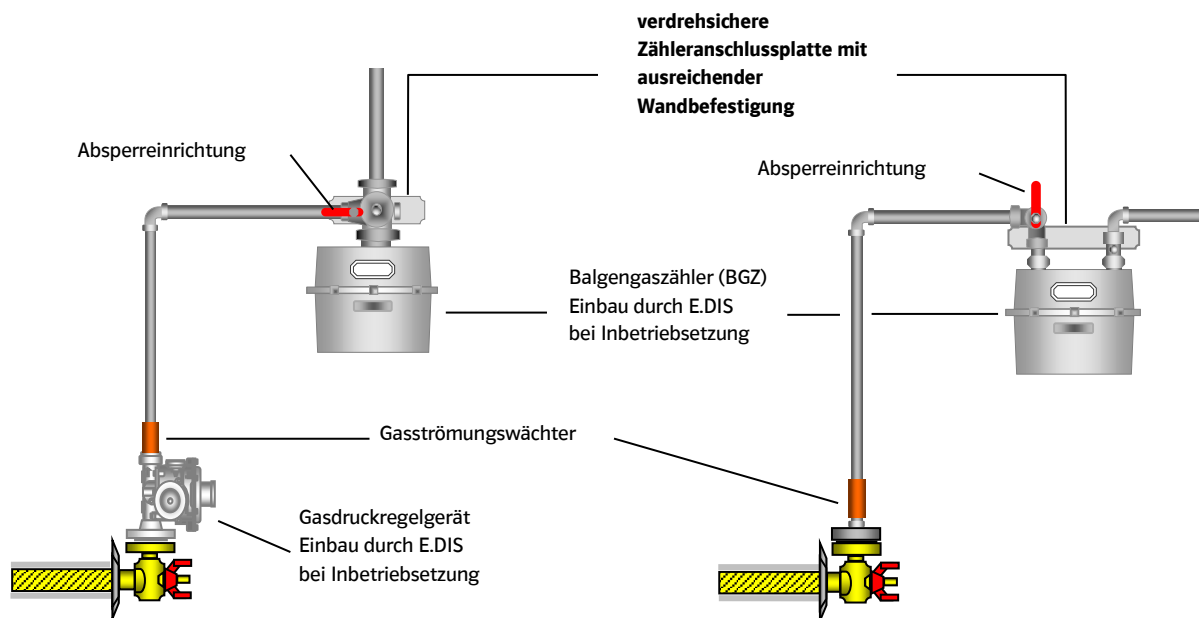 verdrehsichere
Zähleranschlussplatte mit
ausreichender
Wandbefestigung
Absperreinrichtung
Absperreinrichtung
Balgengaszähler (BGZ)
Einbau durch E.DIS
bei Inbetriebsetzung
Gasströmungswächter
Gasdruckregelgerät
Einbau durch E.DIS
bei Inbetriebsetzung